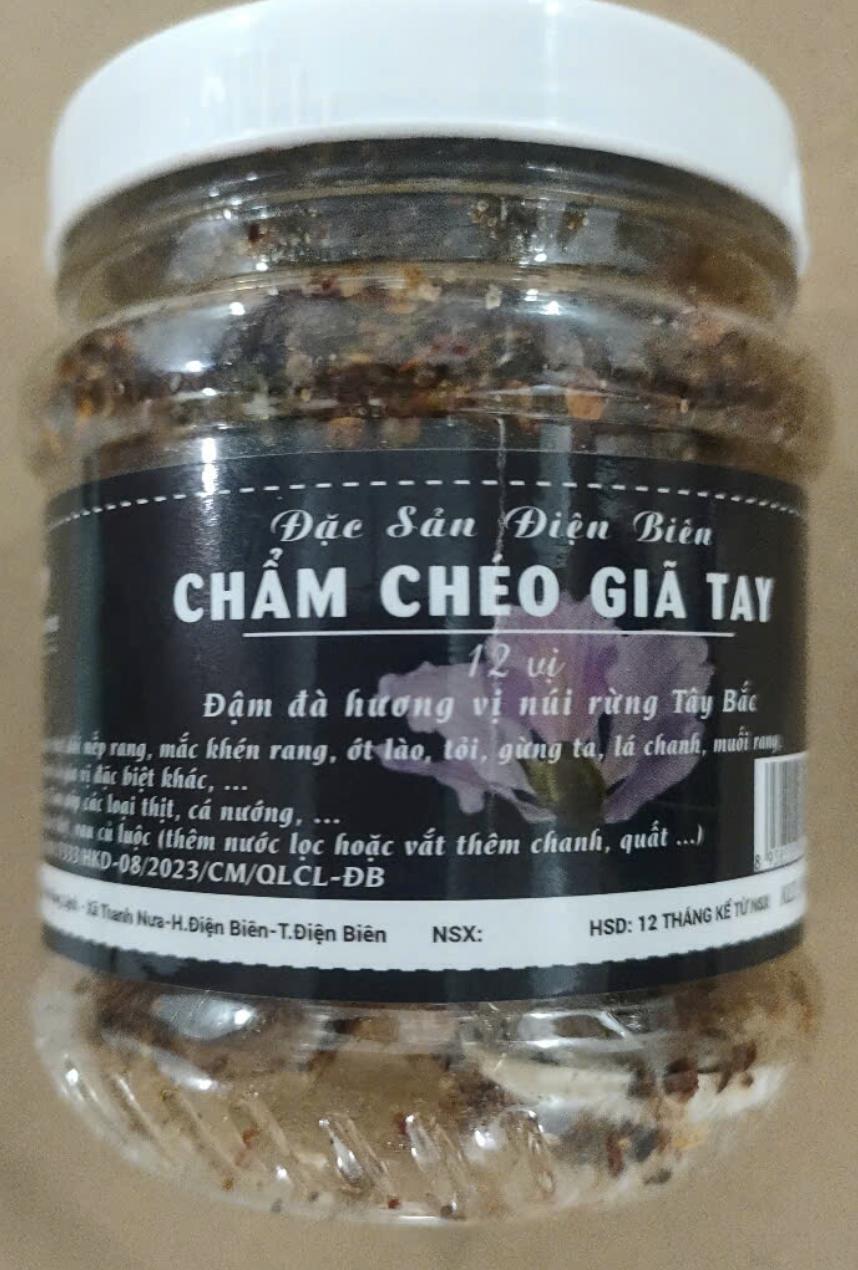 Đặc Sản Điện Biên
CHẨM CHÉO GIÃ TAY
12 vị
Đậm đà hương vị núi rừng Tây Bắc
nếp rang, mắc khén rang, ớt lào, tỏi, gừng ta, lá chanh, muối rang,
vị đặc biệt khác, ...
các loại thịt, cá nướng, ...
rau củ luộc (thêm nước lọc hoặc vắt thêm chanh, quất ...)
HKD-08/2023/CM/QLCL-ĐB
Xã Thanh Nưa-H.Điện Biên-T.Điện Biên NSX: HSD: 12 THÁNG KỂ TỪ NSX